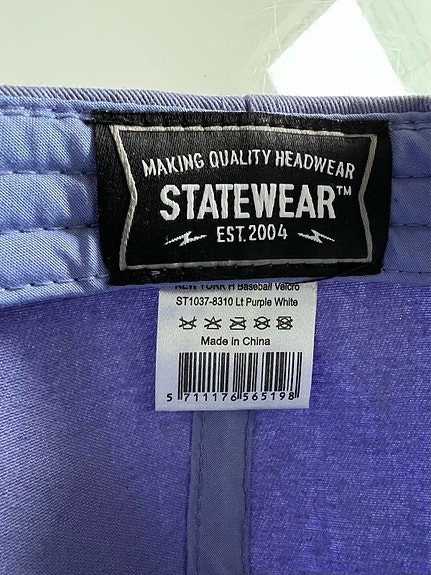 MAKING QUALITY HEADWEAR
STATEWEAR™
EST.2004
NEW YORK H Baseball Velcro
ST1037-8310 Lt Purple White
Made in China
5 711176 565198